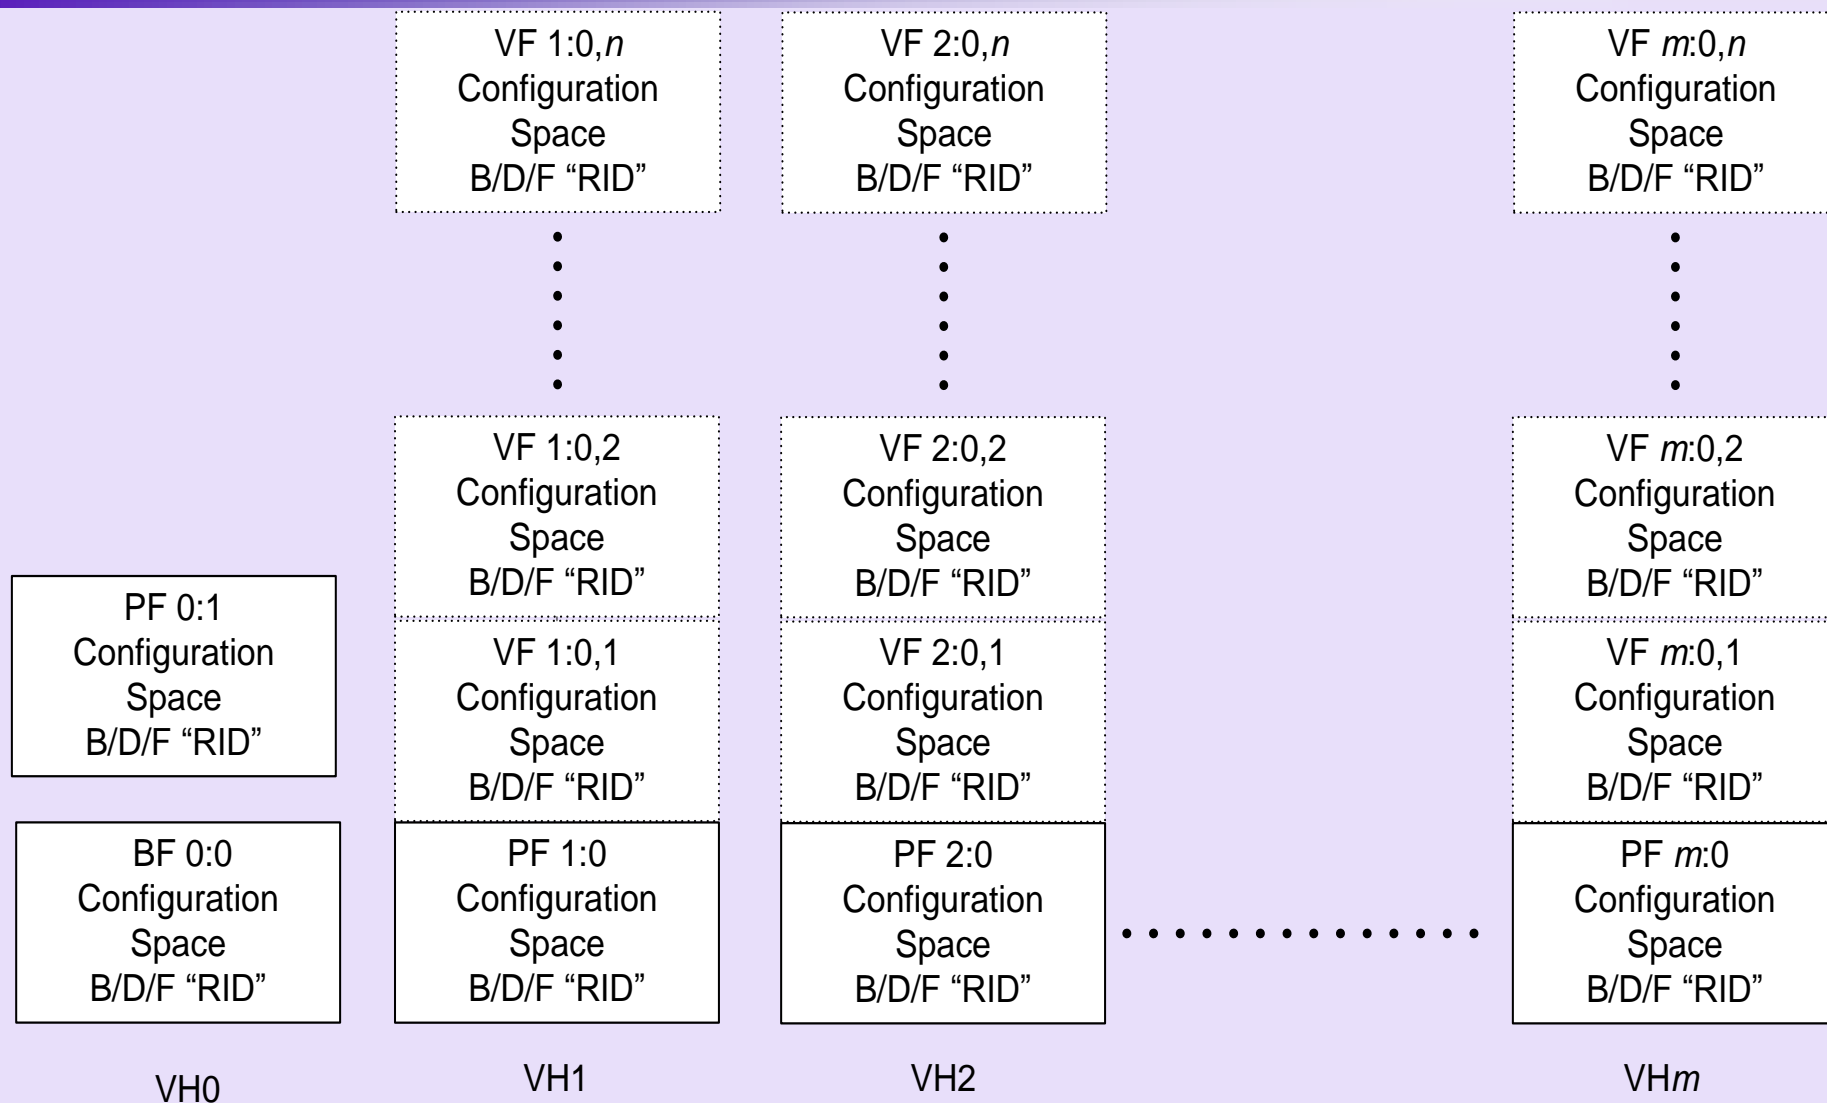 VF 1:0,n
Configuration
Space
B/D/F “RID”
VF 2:0,n
Configuration
Space
B/D/F “RID”
VF m:0,n
Configuration
Space
B/D/F “RID”
VF 1:0,2
Configuration
Space
B/D/F “RID”
VF 2:0,2
Configuration
Space
B/D/F “RID”
VF m:0,2
Configuration
Space
B/D/F “RID”
PF 0:1
Configuration
Space
B/D/F “RID”
VF 1:0,1
Configuration
Space
B/D/F “RID”
VF 2:0,1
Configuration
Space
B/D/F “RID”
VF m:0,1
Configuration
Space
B/D/F “RID”
BF 0:0
Configuration
Space
B/D/F “RID”
PF 1:0
Configuration
Space
B/D/F “RID”
PF 2:0
Configuration
Space
B/D/F “RID”
PF m:0
Configuration
Space
B/D/F “RID”
VH0
VH1
VH2
VHm